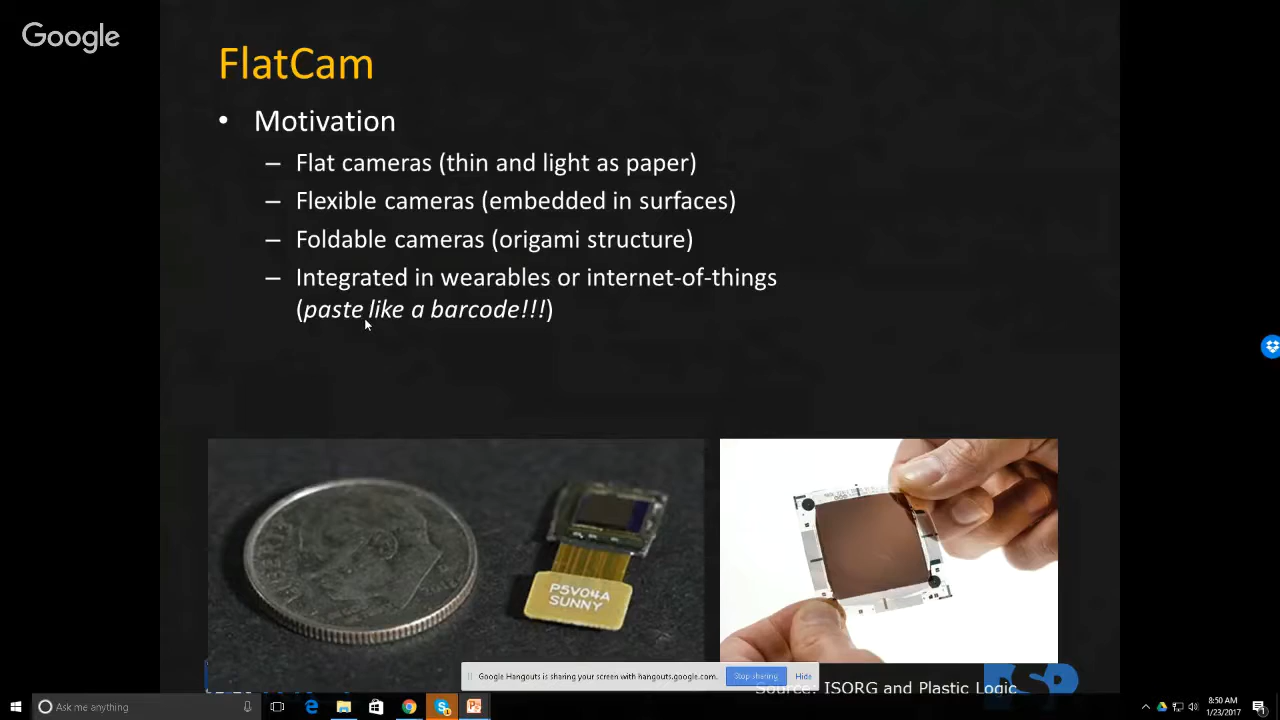 Google
FlatCam
• Motivation
– Flat cameras (thin and light as paper)
– Flexible cameras (embedded in surfaces)
– Foldable cameras (origami structure)
– Integrated in wearables or internet-of-things
(paste like a barcode!!!)
P5V04A
SUNNY
Google Hangouts is sharing your screen with hangouts.google.com.
Stop sharing
Hide
Source: ISORG and Plastic Logic
Ask me anything
8:50 AM
1/23/2017